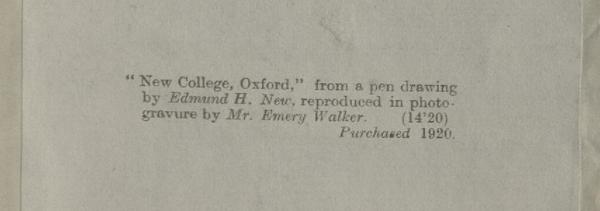 “ New College, Oxford,” from a pen drawing
by Edmund H. New, reproduced in photo-
gravure by Mr. Emery Walker. (14'20)
Purchased 1920.